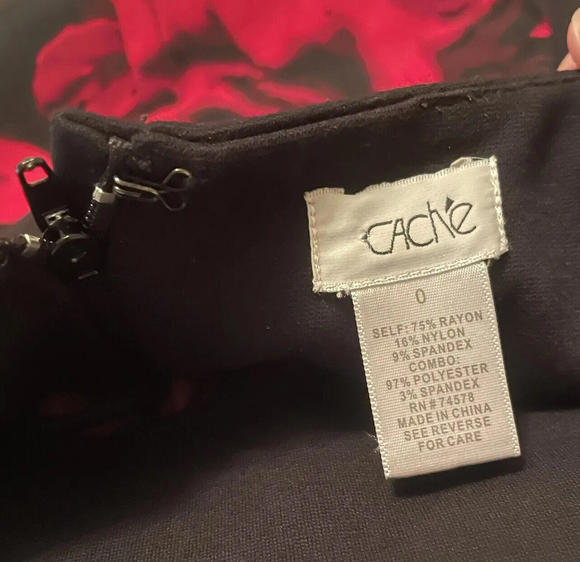 CAChe
0
SELF: 75% RAYON
16% NYLON
9% SPANDEX
COMBO:
97% POLYESTER
3% SPANDEX
RN # 74578
MADE IN CHINA
SEE REVERSE
FOR CARE